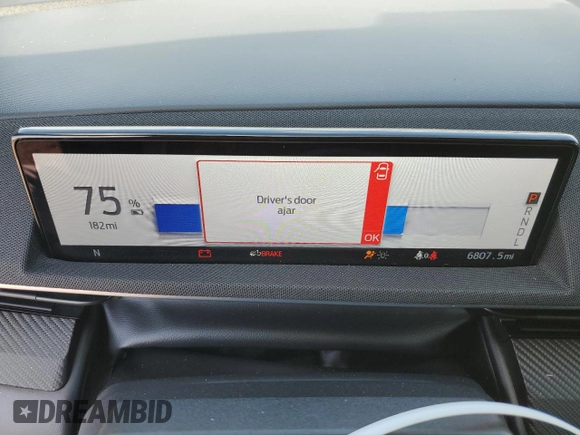 75 %
182mi
Driver's door
ajar
OK
P
R
N
D
L
N
BRAKE
6807.5mi
DREAMBID